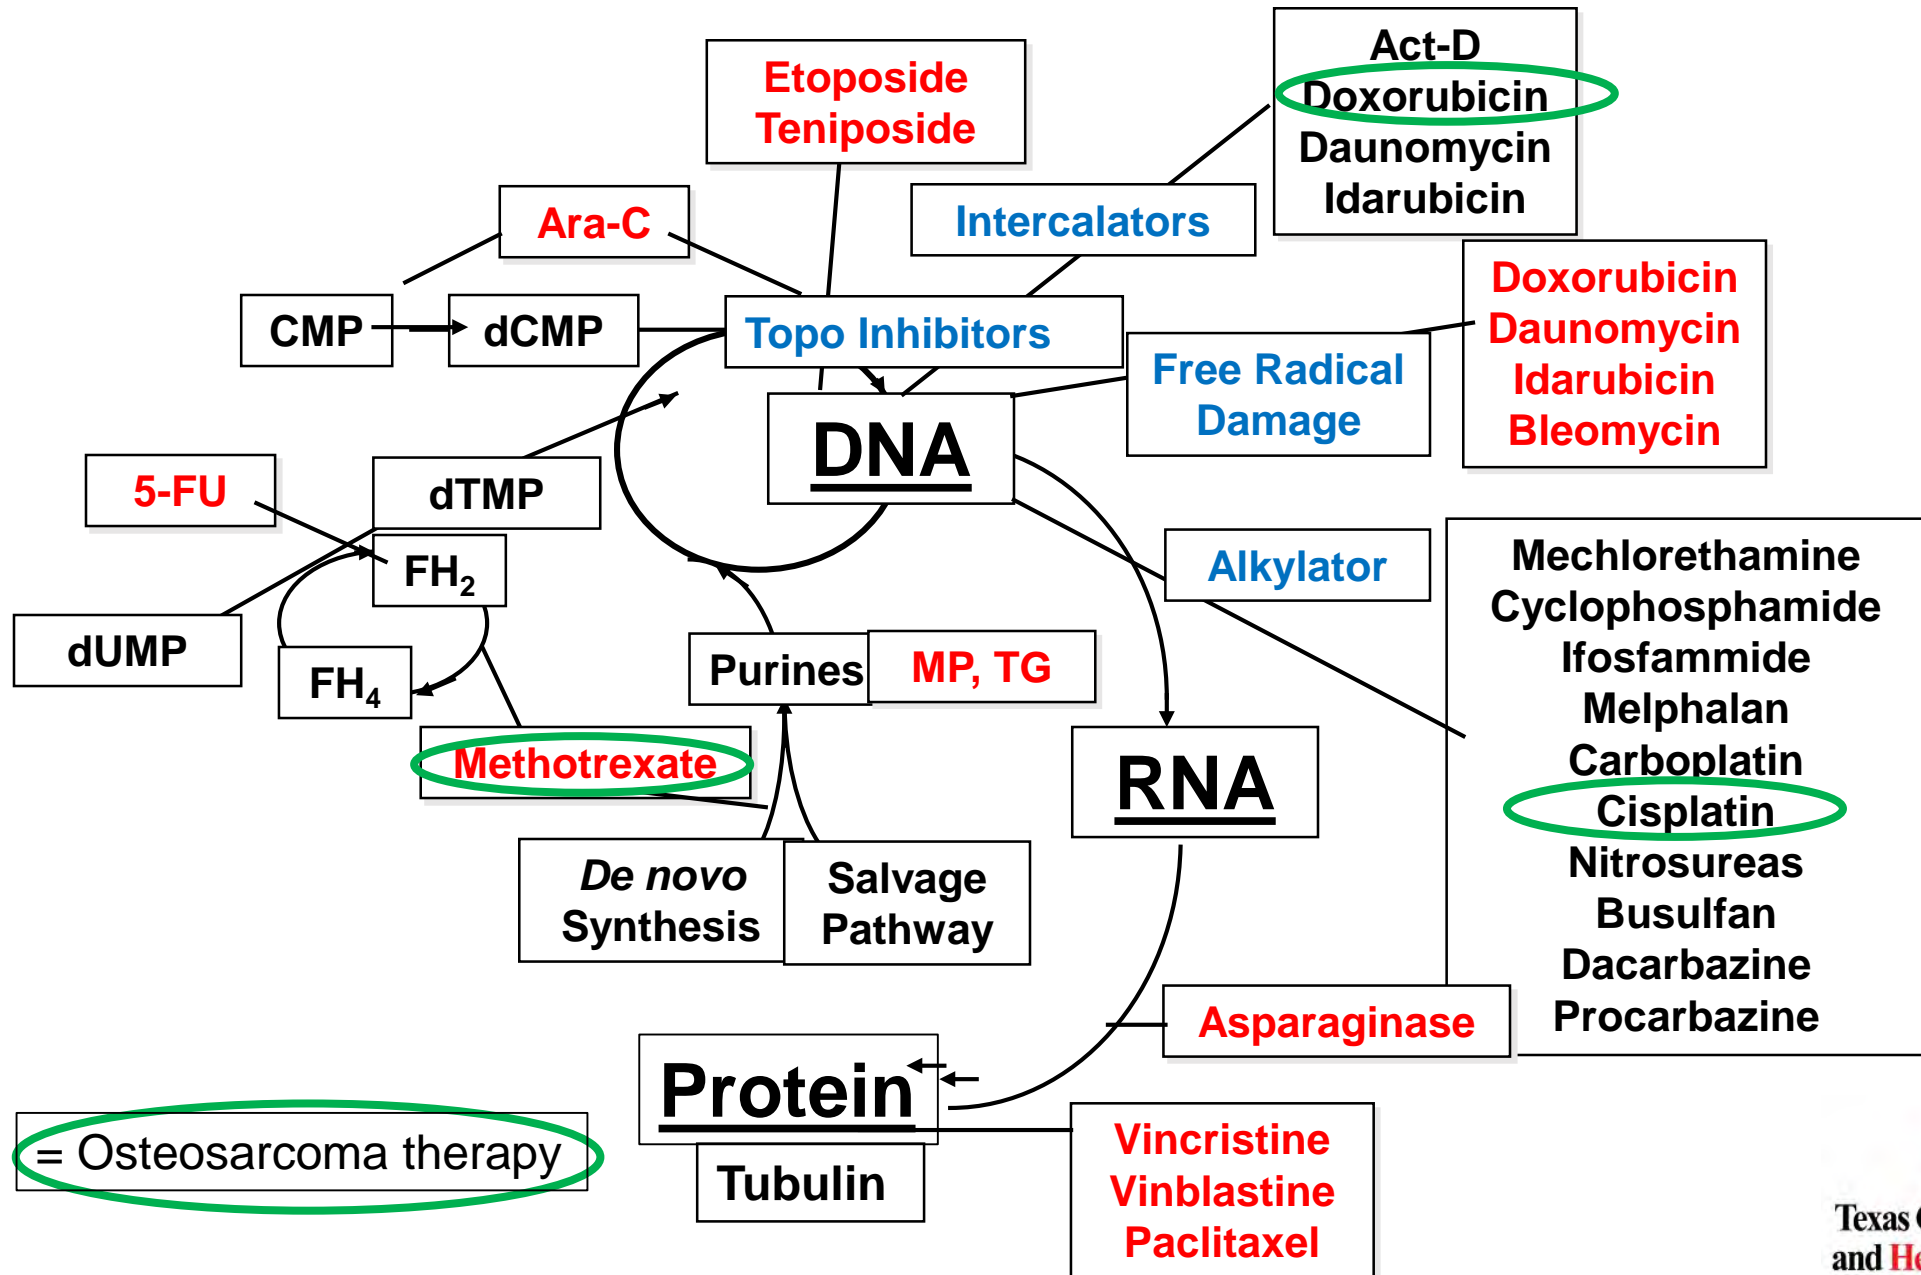 Etoposide
Teniposide
Act-D
Doxorubicin
Daunomycin
Idarubicin
Ara-C
Intercalators
CMP
dCMP
Topo Inhibitors
Free Radical
Damage
Doxorubicin
Daunomycin
Idarubicin
Bleomycin
DNA
5-FU
dTMP
FH₂
Alkylator
dUMP
FH₄
Purines
MP, TG
Mechlorethamine
Cyclophosphamide
Ifosfammide
Melphalan
Carboplatin
Cisplatin
Nitrosureas
Busulfan
Dacarbazine
Procarbazine
Methotrexate
RNA
De novo
Synthesis
Salvage
Pathway
Asparaginase
Protein
Tubulin
= Osteosarcoma therapy
Vincristine
Vinblastine
Paclitaxel
Texas
and